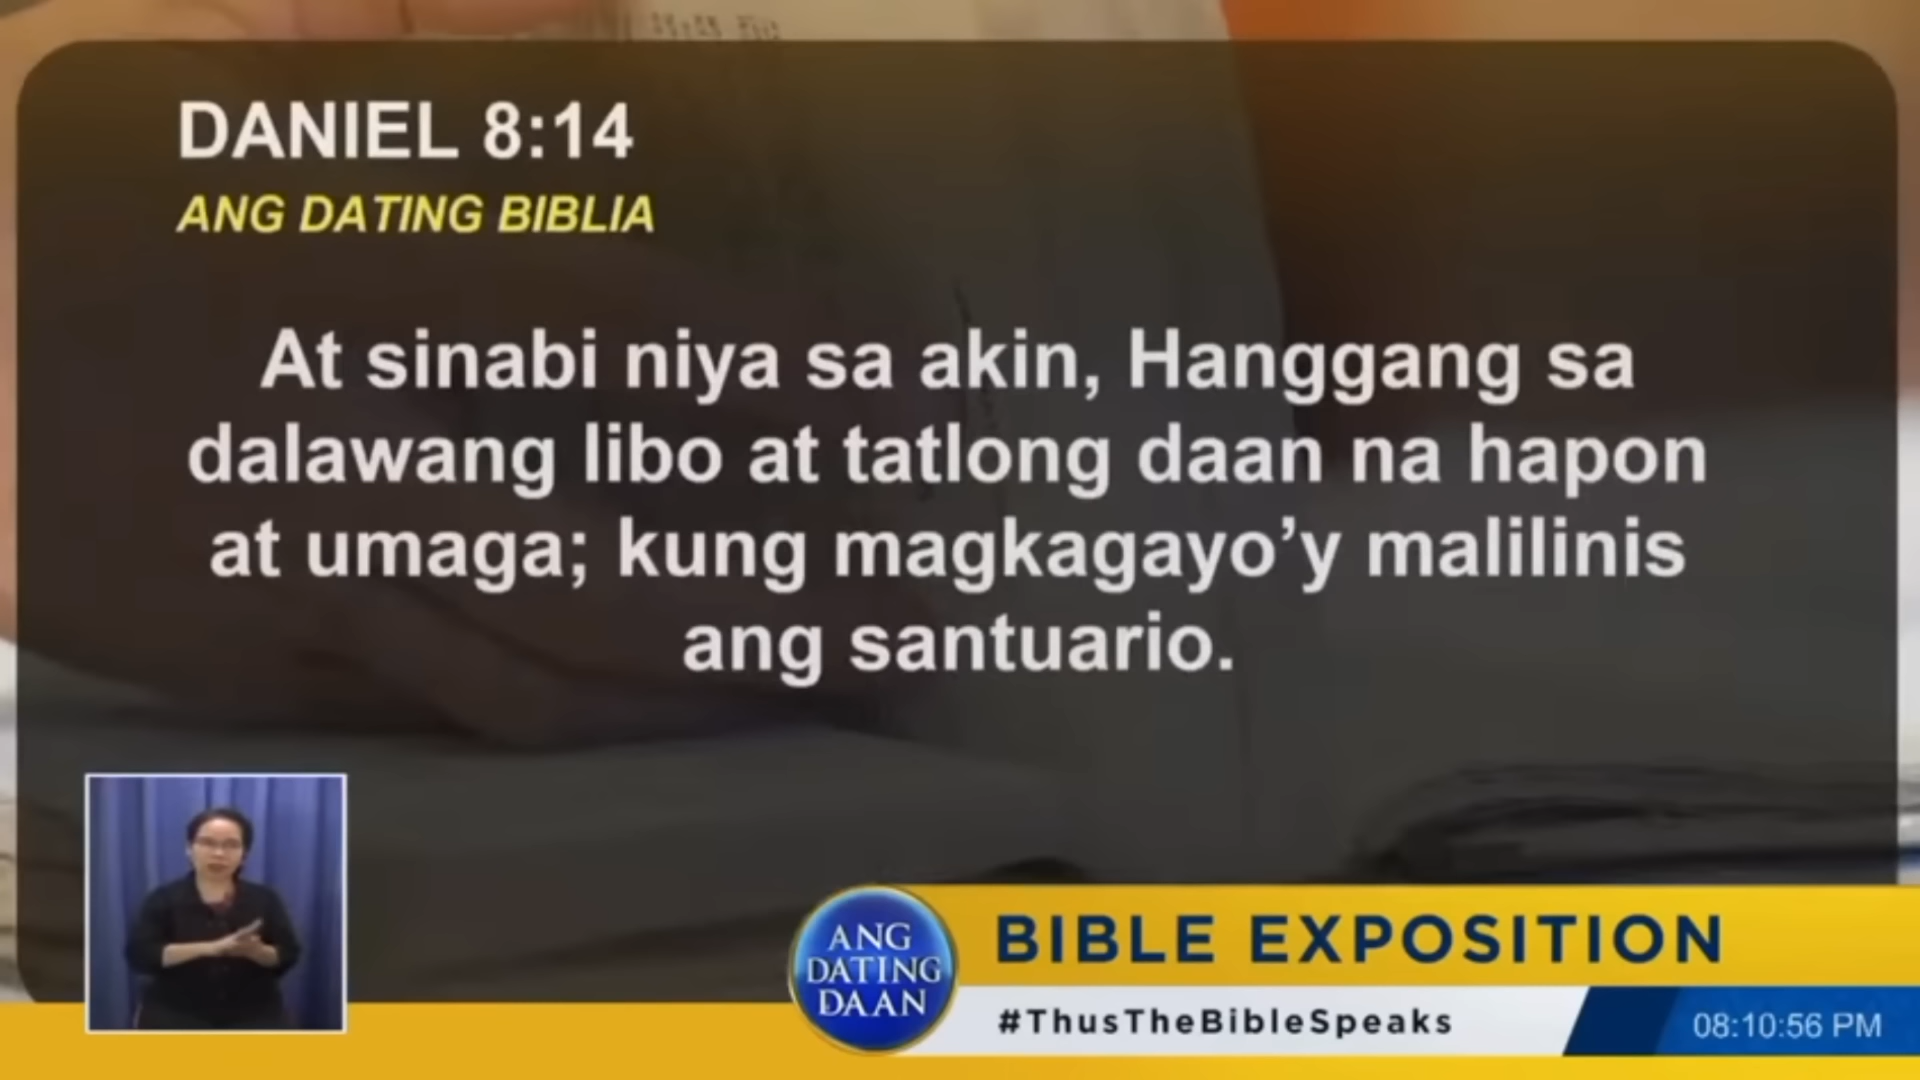 DANIEL 8:14
ANG DATING BIBLIA
At sinabi niya sa akin, Hanggang sa
dalawang libo at tatlong daan na hapon
at umaga; kung magkagayo’y malilinis
ang santuario.
ANG
DATING
DAAN
BIBLE EXPOSITION
#ThusTheBibleSpeaks
08:10:56 PM